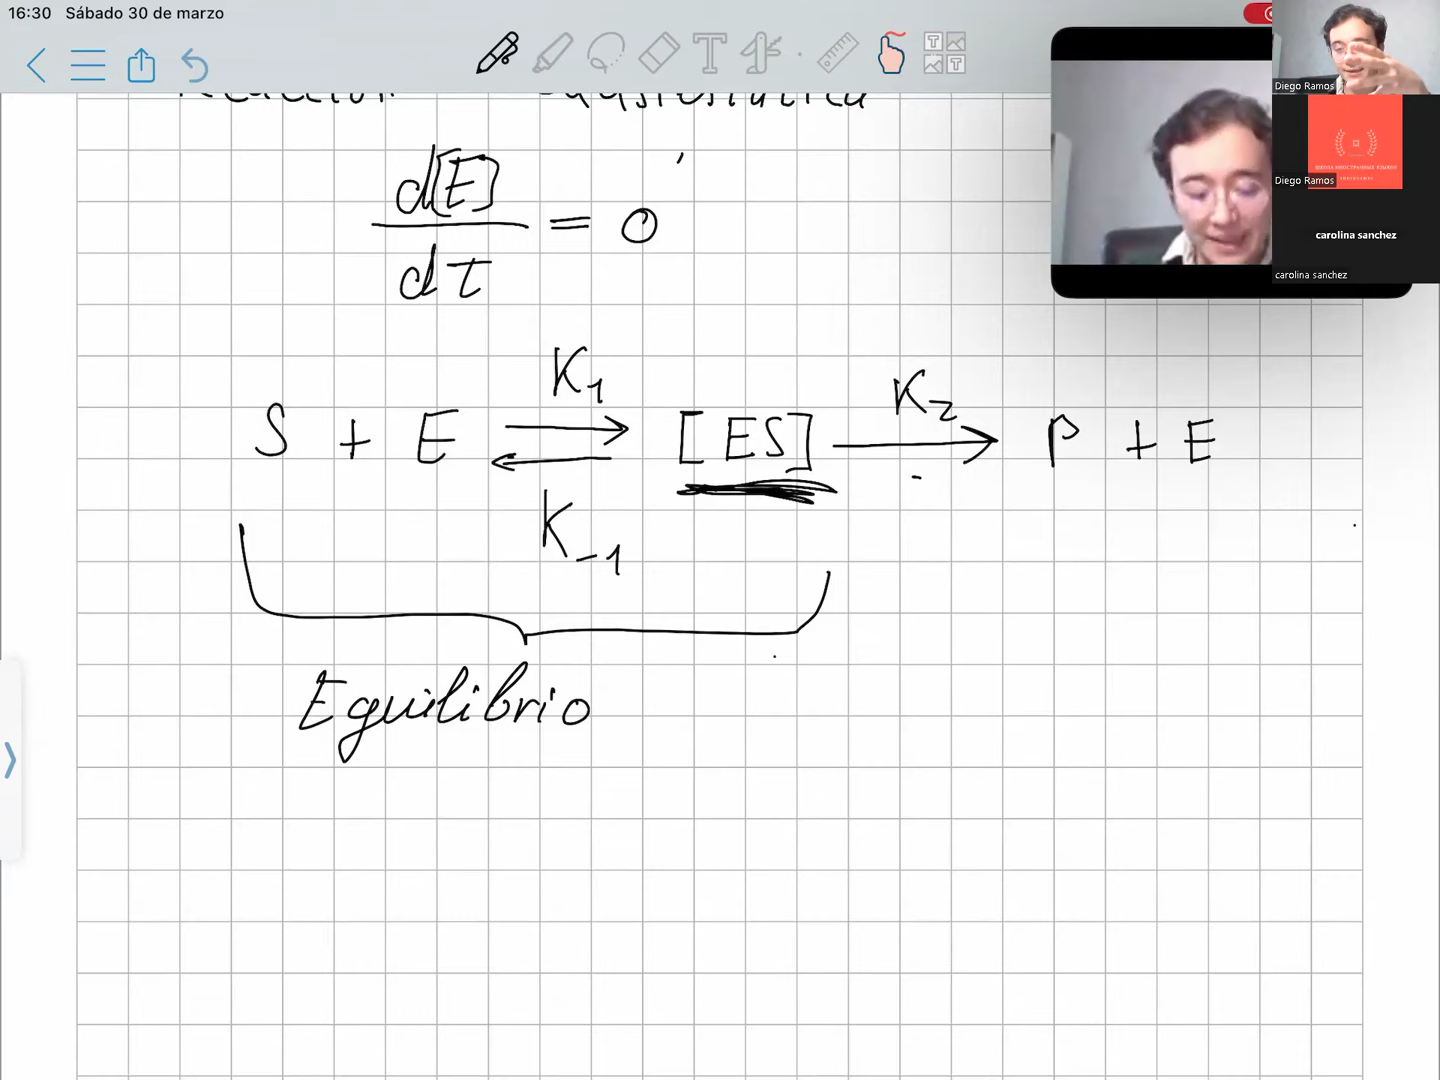 16:30 Sábado 30 de marzo
Diego Ramos
Diego Ramos
carolina sanchez
carolina sanchez
d[E]
= 0
dτ
K1
K2
S + E ⇄ [ES] → P + E
K-1
Equilibrio